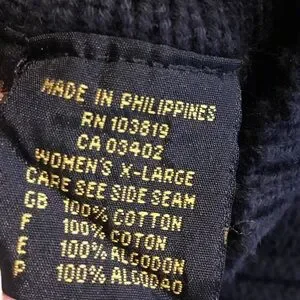 MADE IN PHILIPPINES
RN 103819
CA 03402
WOMEN'S X-LARGE
CARE SEE SIDE SEAM
GB 100% COTTON
F 100% COTON
E 100% ALGODON
P 100% ALGODAO